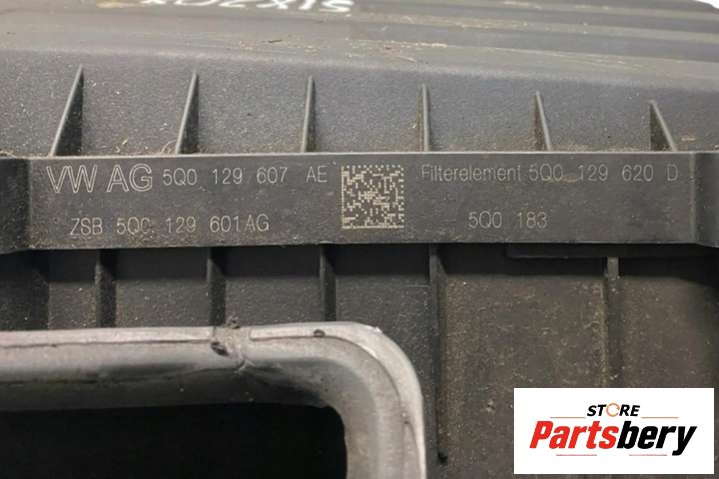 VW AG 5Q0 129 607 AE
Filterelement 5Q0 129 620 D
ZSB 5Q0 129 601AG
5Q0 183
STORE
Partsbery